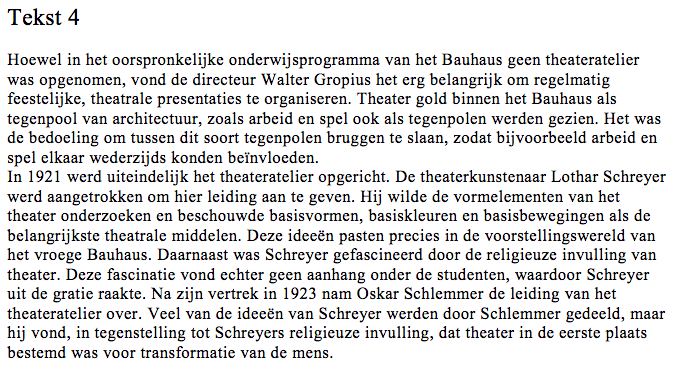 Tekst 4
Hoewel in het oorspronkelijke onderwijsprogramma van het Bauhaus geen theateratelier
was opgenomen, vond de directeur Walter Gropius het erg belangrijk om regelmatig
feestelijke, theatrale presentaties te organiseren. Theater gold binnen het Bauhaus als
tegenpool van architectuur, zoals arbeid en spel ook als tegenpolen werden gezien. Het was
de bedoeling om tussen dit soort tegenpolen bruggen te slaan, zodat bijvoorbeeld arbeid en
spel elkaar wederzijds konden beïnvloeden.
In 1921 werd uiteindelijk het theateratelier opgericht. De theaterkunstenaar Lothar Schreyer
werd aangetrokken om hier leiding aan te geven. Hij wilde de vormelementen van het
theater onderzoeken en beschouwde basisvormen, basiskleuren en basisbewegingen als de
belangrijkste theatrale middelen. Deze ideeën pasten precies in de voorstellingswereld van
het vroege Bauhaus. Daarnaast was Schreyer gefascineerd door de religieuze invulling van
theater. Deze fascinatie vond echter geen aanhang onder de studenten, waardoor Schreyer
uit de gratie raakte. Na zijn vertrek in 1923 nam Oskar Schlemmer de leiding van het
theateratelier over. Veel van de ideeën van Schreyer werden door Schlemmer gedeeld, maar
hij vond, in tegenstelling tot Schreyers religieuze invulling, dat theater in de eerste plaats
bestemd was voor transformatie van de mens.